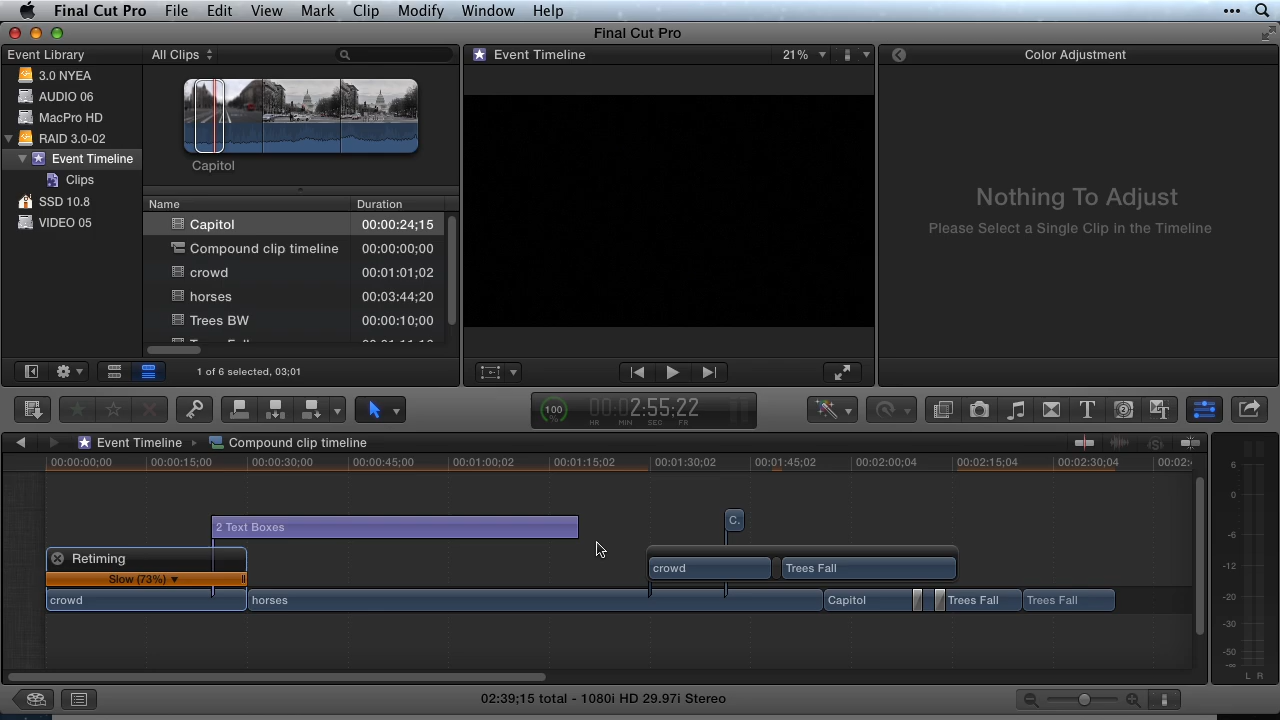 Final Cut Pro File Edit View Mark Clip Modify Window Help
Final Cut Pro
Event Library
All Clips
Event Timeline
21%
Color Adjustment
3.0 NYEA
AUDIO 06
MacPro HD
RAID 3.0-02
Event Timeline
Clips
SSD 10.8
VIDEO 05
Capitol
Name Duration
Capitol 00:00:24;15
Compound clip timeline 00:00:00;00
crowd 00:01:01;02
horses 00:03:44;20
Trees BW 00:00:10;00
1 of 6 selected, 03;01
Nothing To Adjust
Please Select a Single Clip in the Timeline
100
%
00:02:55;22
HR MIN SEC FR
Event Timeline Compound clip timeline
00:00:00;00 00:00:15;00 00:00:30;00 00:00:45;00 00:01:00;02 00:01:15;02 00:01:30;02 00:01:45;02 00:02:00;04 00:02:15;04 00:02:30;04 00:02:
2 Text Boxes
C.
Retiming
crowd Trees Fall
Slow (73%)
crowd horses Capitol Trees Fall Trees Fall
6
0
-6
-12
-20
-30
-50
-∞
L R
02:39;15 total - 1080i HD 29.97i Stereo